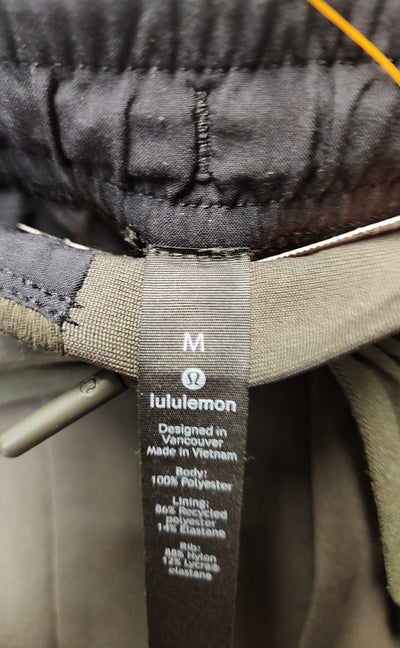 M
lululemon
Designed in
Vancouver
Made in Vietnam
Body:
100% Polyester
Lining:
86% Recycled
polyester
14% Elastane
Rib:
88% Nylon
12% Lycra®
elastane